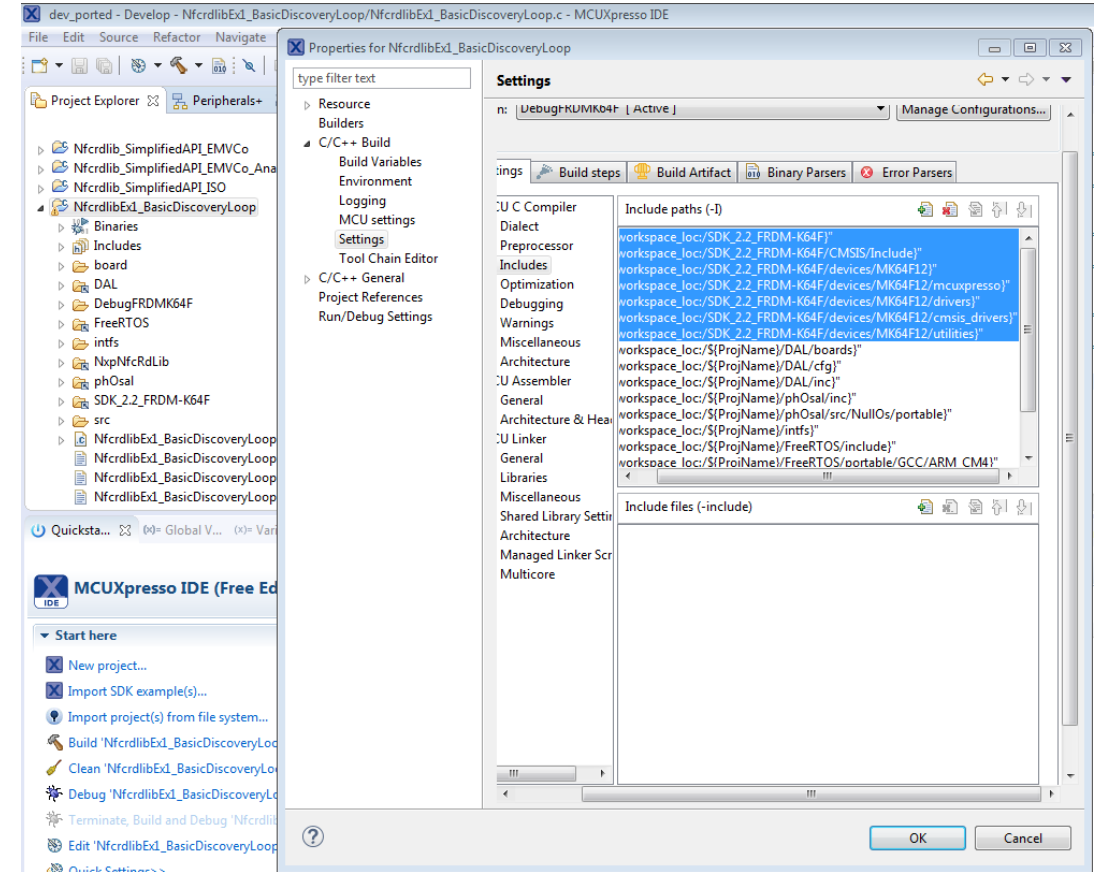 dev_ported - Develop - NfcrdlibEx1_BasicDiscoveryLoop/NfcrdlibEx1_BasicDiscoveryLoop.c - MCUXpresso IDE
File Edit Source Refactor Navigate
Project Explorer
Peripherals+
Nfcrdlib_SimplifiedAPI_EMVCo
Nfcrdlib_SimplifiedAPI_EMVCo_Ana
Nfcrdlib_SimplifiedAPI_ISO
NfcrdlibEx1_BasicDiscoveryLoop
Binaries
Includes
board
DAL
DebugFRDMK64F
FreeRTOS
intfs
NxpNfcRdLib
phOsal
SDK_2.2_FRDM-K64F
src
NfcrdlibEx1_BasicDiscoveryLoop
NfcrdlibEx1_BasicDiscoveryLoop
NfcrdlibEx1_BasicDiscoveryLoop
NfcrdlibEx1_BasicDiscoveryLoop
Quicksta...
(x)= Global V...
(x)= Vari
IDE
MCUXpresso IDE (Free Ed
Start here
New project...
Import SDK example(s)...
Import project(s) from file system...
Build 'NfcrdlibEx1_BasicDiscoveryLoo
Clean 'NfcrdlibEx1_BasicDiscoveryLo
Debug 'NfcrdlibEx1_BasicDiscoveryLo
Terminate, Build and Debug 'Nfcrdlib
Edit 'NfcrdlibEx1_BasicDiscoveryLoop
Quick Settings>>
Properties for NfcrdlibEx1_BasicDiscoveryLoop
type filter text
Resource
Builders
C/C++ Build
Build Variables
Environment
Logging
MCU settings
Settings
Tool Chain Editor
C/C++ General
Project References
Run/Debug Settings
Settings
n: DebugFRDMK64F [ Active ]
Manage Configurations...
tings
Build steps
Build Artifact
Binary Parsers
Error Parsers
CU C Compiler
Dialect
Preprocessor
Includes
Optimization
Debugging
Warnings
Miscellaneous
Architecture
CU Assembler
General
Architecture & Head
CU Linker
General
Libraries
Miscellaneous
Shared Library Settin
Architecture
Managed Linker Scr
Multicore
Include paths (-I)
workspace_loc:/SDK_2.2_FRDM-K64F}"
workspace_loc:/SDK_2.2_FRDM-K64F/CMSIS/Include}"
workspace_loc:/SDK_2.2_FRDM-K64F/devices/MK64F12}"
workspace_loc:/SDK_2.2_FRDM-K64F/devices/MK64F12/mcuxpresso}"
workspace_loc:/SDK_2.2_FRDM-K64F/devices/MK64F12/drivers}"
workspace_loc:/SDK_2.2_FRDM-K64F/devices/MK64F12/cmsis_drivers}"
workspace_loc:/SDK_2.2_FRDM-K64F/devices/MK64F12/utilities}"
workspace_loc:/${ProjName}/DAL/boards}"
workspace_loc:/${ProjName}/DAL/cfg}"
workspace_loc:/${ProjName}/DAL/inc}"
workspace_loc:/${ProjName}/phOsal/inc}"
workspace_loc:/${ProjName}/phOsal/src/NullOs/portable}"
workspace_loc:/${ProjName}/intfs}"
workspace_loc:/${ProjName}/FreeRTOS/include}"
workspace_loc:/${ProjName}/FreeRTOS/portable/GCC/ARM_CM4}"
Include files (-include)
OK
Cancel